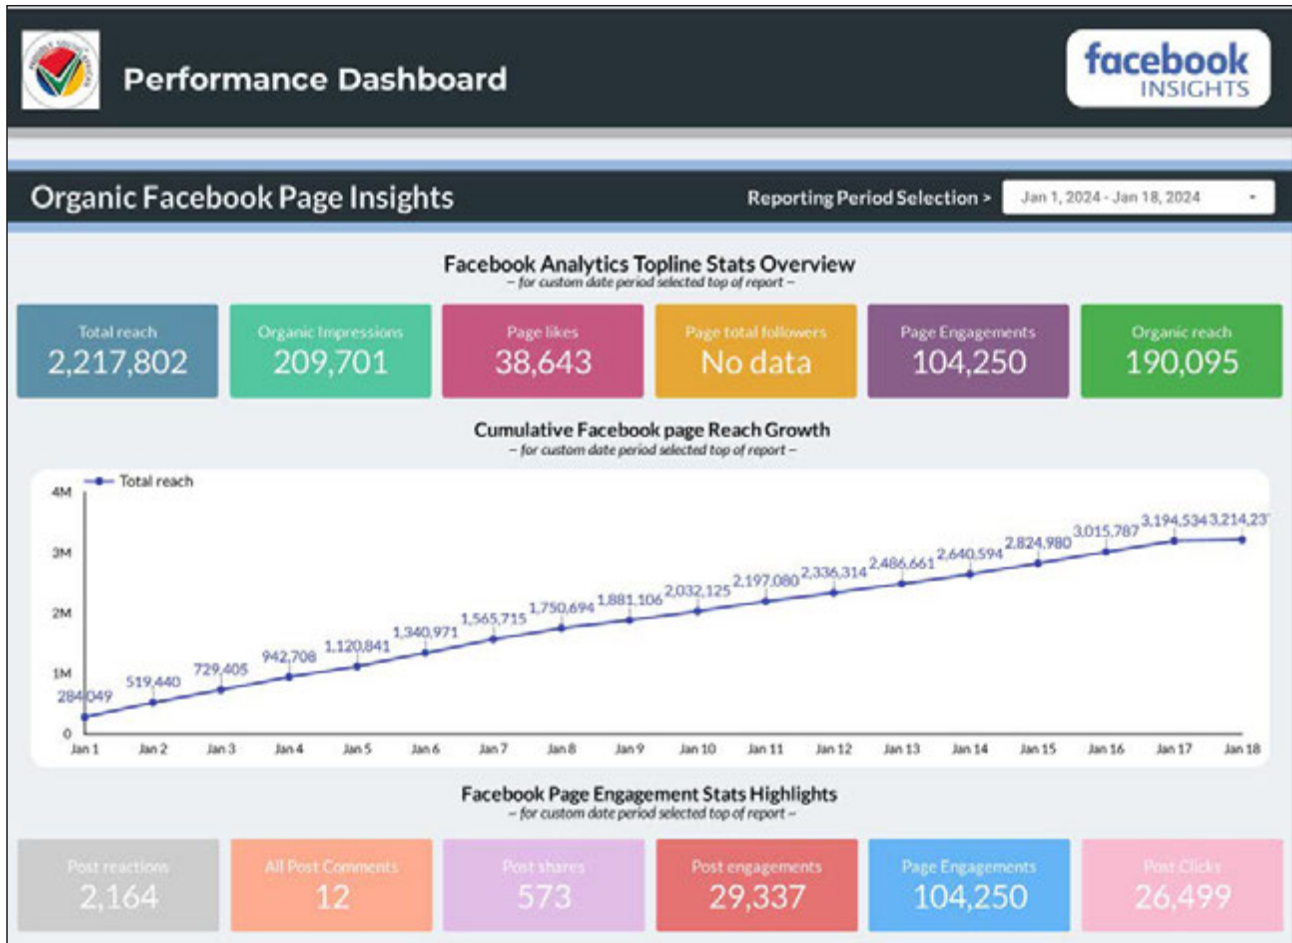 PROUDLY SOUTH AFRICAN
Performance Dashboard
facebook
INSIGHTS
Organic Facebook Page Insights
Reporting Period Selection >
Jan 1, 2024 - Jan 18, 2024
Facebook Analytics Topline Stats Overview
– for custom date period selected top of report –
Total reach
2,217,802
Organic Impressions
209,701
Page likes
38,643
Page total followers
No data
Page Engagements
104,250
Organic reach
190,095
Cumulative Facebook page Reach Growth
– for custom date period selected top of report –
Total reach
4M
3M
2M
1M
0
284,049
519,440
729,405
942,708
1,120,841
1,340,971
1,565,715
1,750,694
1,881,106
2,032,125
2,197,080
2,336,314
2,486,661
2,640,594
2,824,980
3,015,787
3,194,534
3,214,23
Jan 1
Jan 2
Jan 3
Jan 4
Jan 5
Jan 6
Jan 7
Jan 8
Jan 9
Jan 10
Jan 11
Jan 12
Jan 13
Jan 14
Jan 15
Jan 16
Jan 17
Jan 18
Facebook Page Engagement Stats Highlights
– for custom date period selected top of report –
Post reactions
2,164
All Post Comments
12
Post shares
573
Post engagements
29,337
Page Engagements
104,250
Post Clicks
26,499